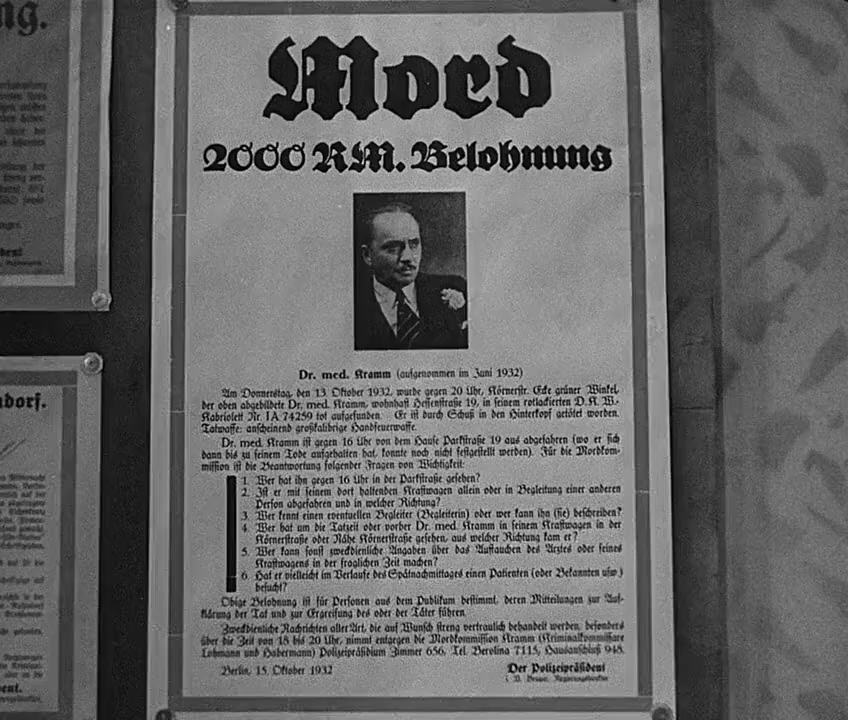 ng.
ndorf.
Mord
2000 RM. Belohnung
Dr. med. Kramm (aufgenommen im Juni 1932)
Am Donnerstag, den 13 Oktober 1932, wurde gegen 20 Uhr, Körnerstr. Ecke grüner Winkel,
der oben abgebildete Dr. med. Kramm, wohnhaft Hessenstraße 19, in seinem rotlackierten D. K. W.-
Kabriolett Nr. IA 74259 tot aufgefunden. Er ist durch Schuß in den Hinterkopf getötet worden.
Tatwaffe: anscheinend großkalibrige Handfeuerwaffe.
Dr. med. Kramm ist gegen 16 Uhr von dem Hause Parkstraße 19 aus abgefahren (wo er sich
dann bis zu seinem Tode aufgehalten hat, konnte noch nicht festgestellt werden). Für die Mordkom-
mission ist die Beantwortung folgender Fragen von Wichtigkeit:
1. Wer hat ihn gegen 16 Uhr in der Parkstraße gesehen?
2. Ist er mit seinem dort haltenden Kraftwagen allein oder in Begleitung einer anderen
Person abgefahren und in welcher Richtung?
3. Wer kennt einen eventuellen Begleiter (Begleiterin) oder wer kann ihn (sie) beschreiben?
4. Wer hat um die Tatzeit oder vorher Dr. med. Kramm in seinem Kraftwagen in der
Körnerstraße oder Nähe Körnerstraße gesehen, aus welcher Richtung kam er?
5. Wer kann sonst zweckdienliche Angaben über das Auftauchen des Arztes oder seines
Kraftwagens in der fraglichen Zeit machen?
6. Hat er vielleicht im Verlaufe des Spätnachmittages einen Patienten (oder Bekannten usw.)
besucht?
Obige Belohnung ist für Personen aus dem Publikum bestimmt, deren Mitteilungen zur Auf-
klärung der Tat und zur Ergreifung des oder der Täter führen.
Zweckdienliche Nachrichten aller Art, die auf Wunsch streng vertraulich behandelt werden, besonders
über die Zeit von 18 bis 20 Uhr, nimmt entgegen die Mordkommission Kramm (Kriminalkommissare
Lohmann und Habermann) Polizeipräsidium Zimmer 656, Tel. Berolina 7115, Hausanschluß 948.
Berlin, 15. Oktober 1932
Der Polizeipräsident